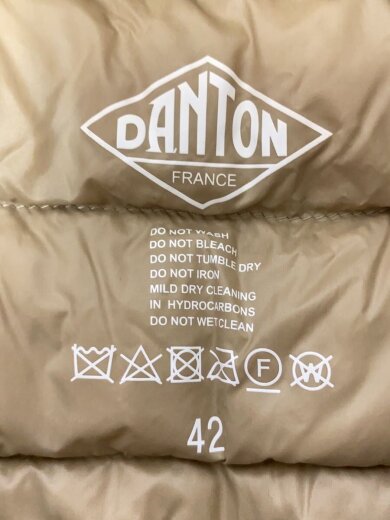 DANTON
FRANCE
DO NOT WASH
DO NOT BLEACH
DO NOT TUMBLE DRY
DO NOT IRON
MILD DRY CLEANING
IN HYDROCARBONS
DO NOT WETCLEAN
F W
42